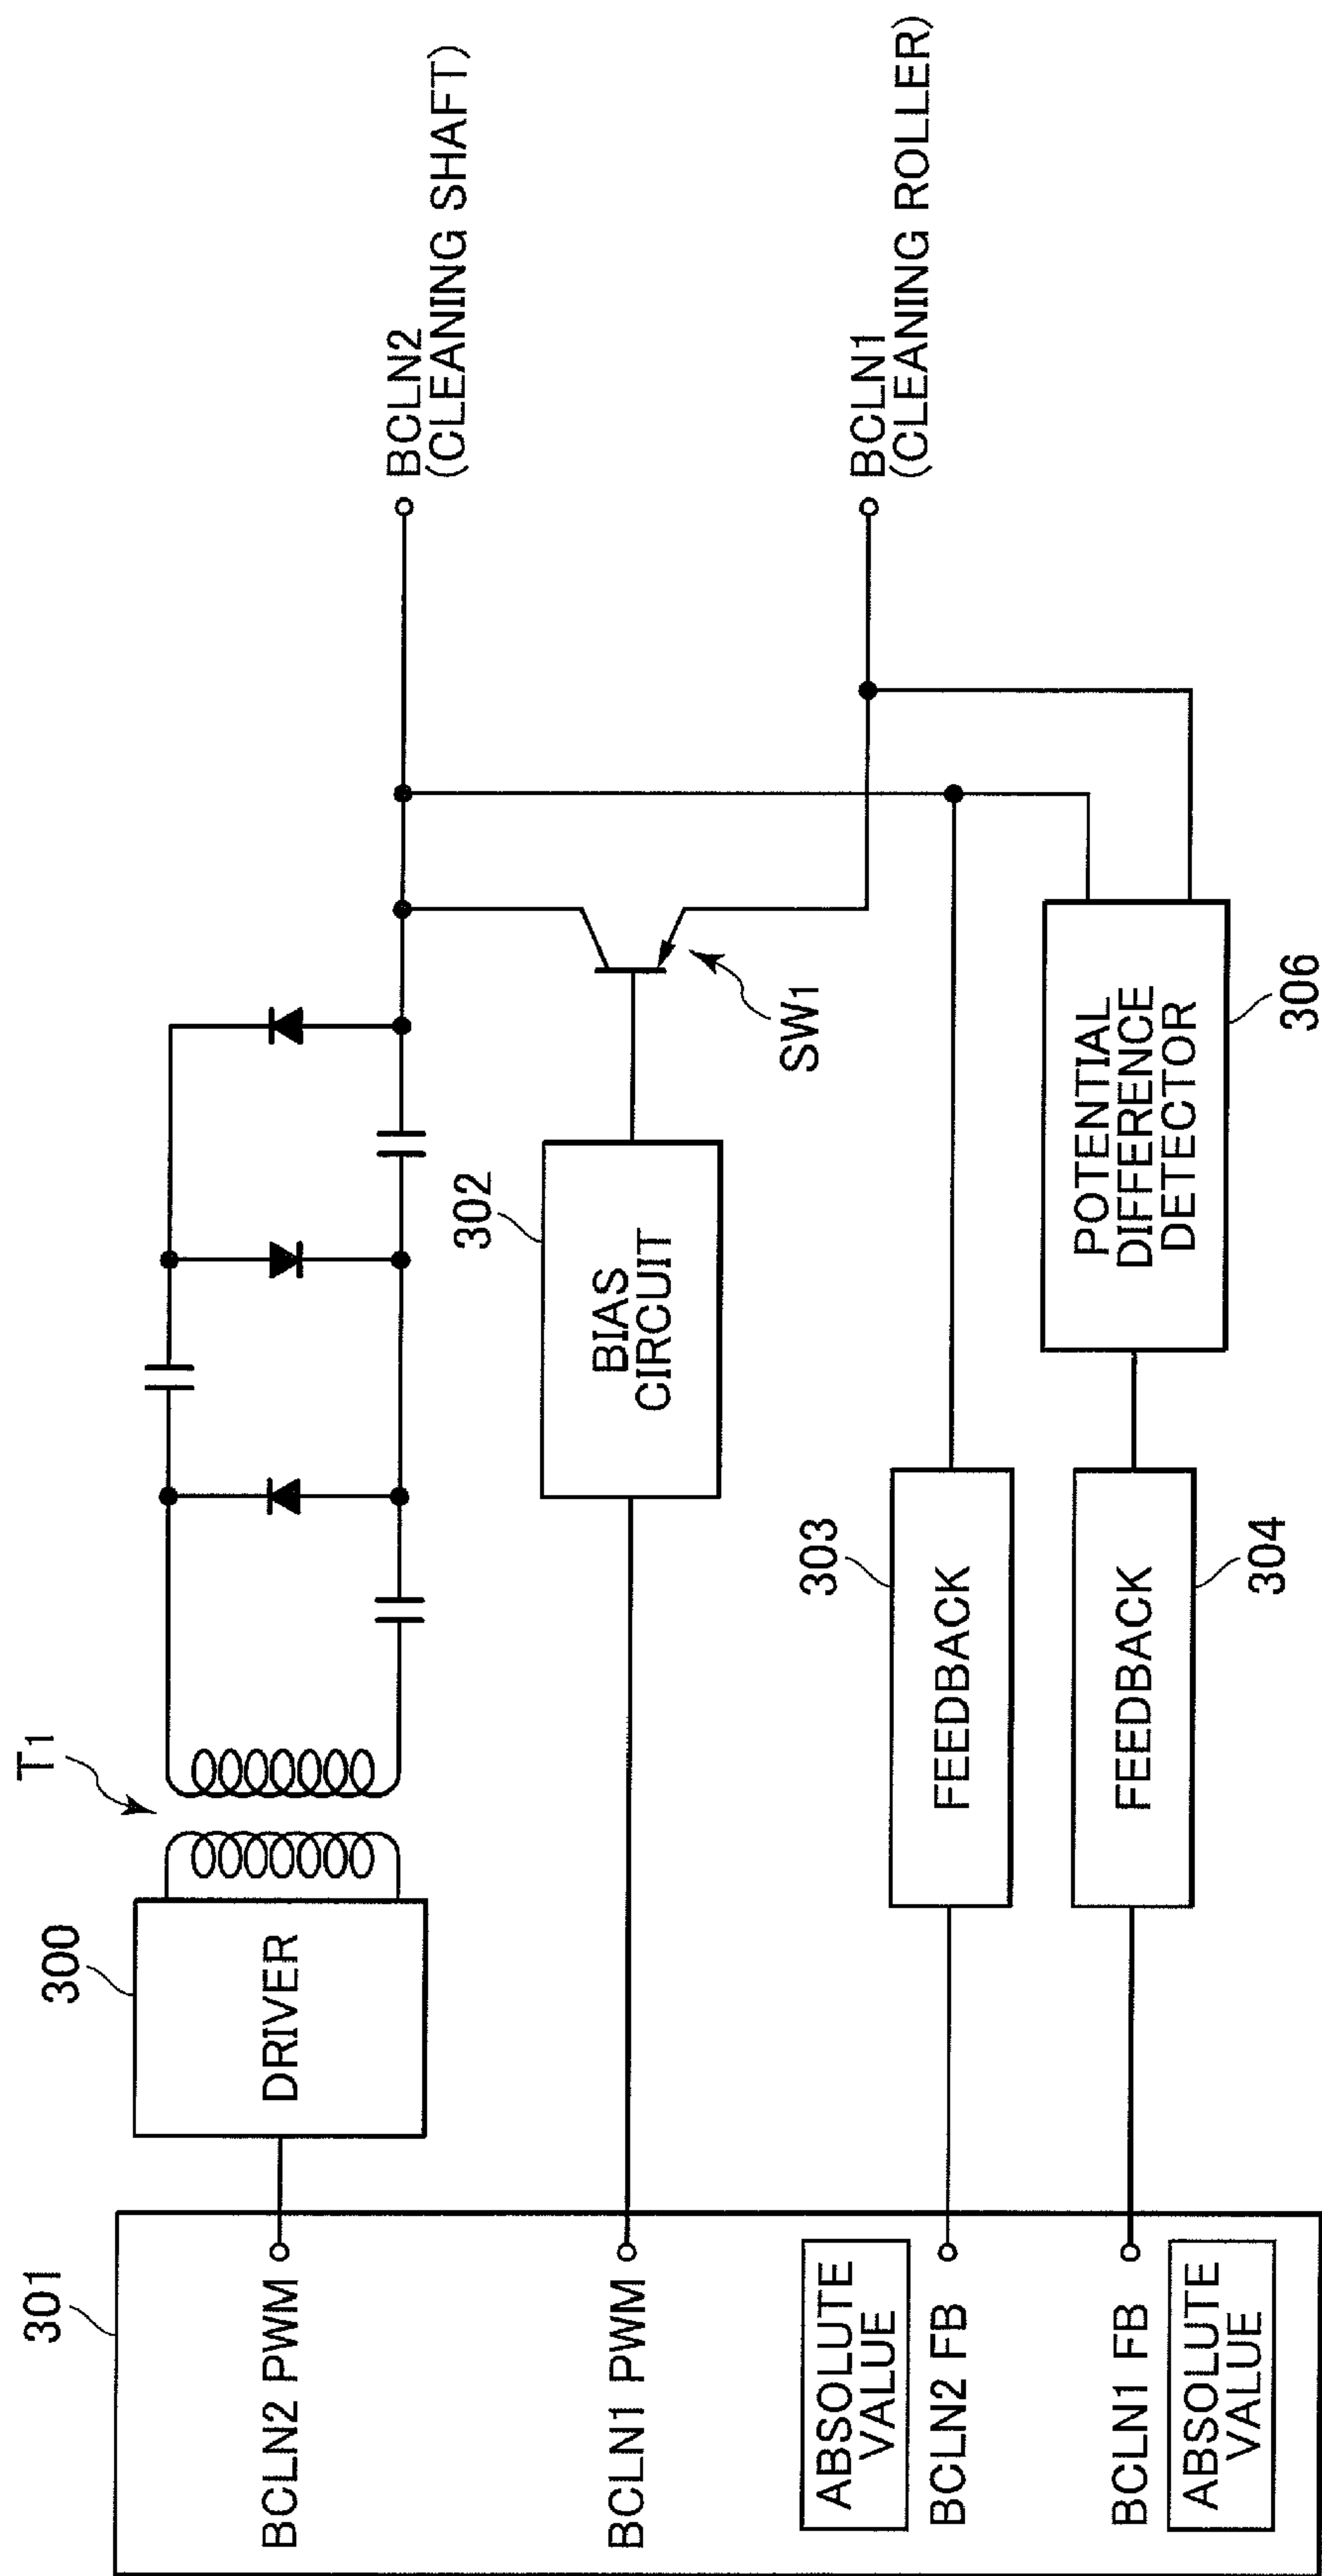 301
BCLN2 PWM
BCLN1 PWM
ABSOLUTE
VALUE
BCLN2 FB
BCLN1 FB
ABSOLUTE
VALUE
300
DRIVER
T1
302
BIAS
CIRCUIT
SW1
303
FEEDBACK
304
FEEDBACK
306
POTENTIAL
DIFFERENCE
DETECTOR
BCLN2
(CLEANING SHAFT)
BCLN1
(CLEANING ROLLER)